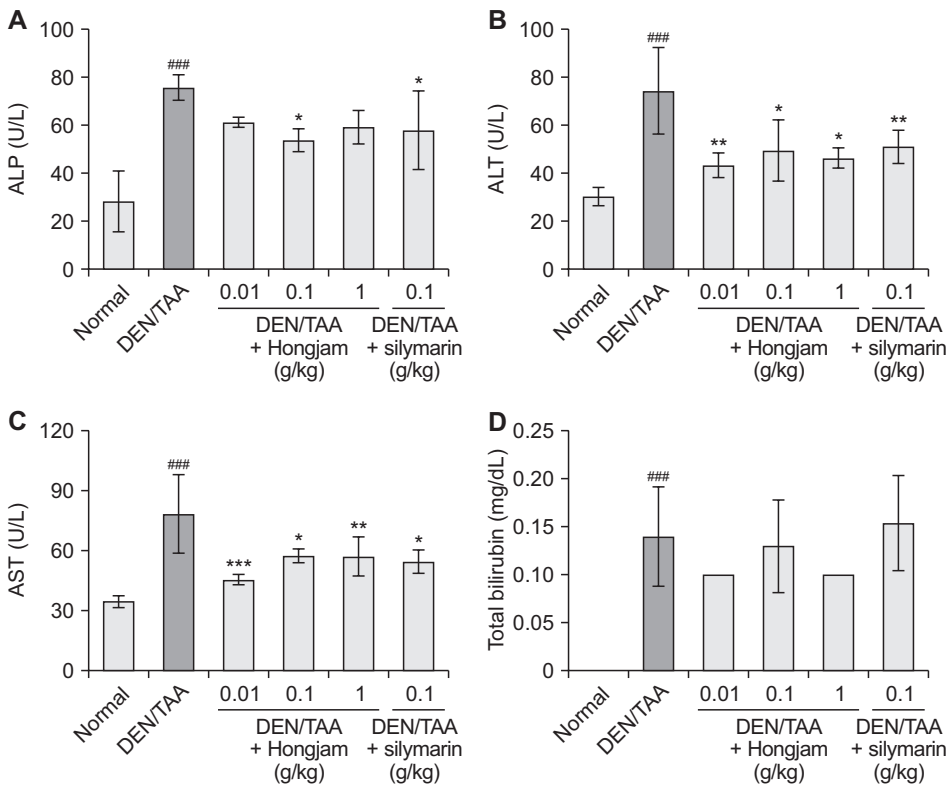 A
ALP (U/L)
100
80
60
40
20
0
###
*
*
Normal
DEN/TAA
0.01 0.1 1 0.1
DEN/TAA DEN/TAA
+ Hongjam + silymarin
(g/kg) (g/kg)
B
ALT (U/L)
100
80
60
40
20
0
###
**
*
*
**
Normal
DEN/TAA
0.01 0.1 1 0.1
DEN/TAA DEN/TAA
+ Hongjam + silymarin
(g/kg) (g/kg)
C
AST (U/L)
120
90
60
30
0
###
***
*
**
*
Normal
DEN/TAA
0.01 0.1 1 0.1
DEN/TAA DEN/TAA
+ Hongjam + silymarin
(g/kg) (g/kg)
D
Total bilirubin (mg/dL)
0.25
0.20
0.15
0.10
0.05
0
###
Normal
DEN/TAA
0.01 0.1 1 0.1
DEN/TAA DEN/TAA
+ Hongjam + silymarin
(g/kg) (g/kg)